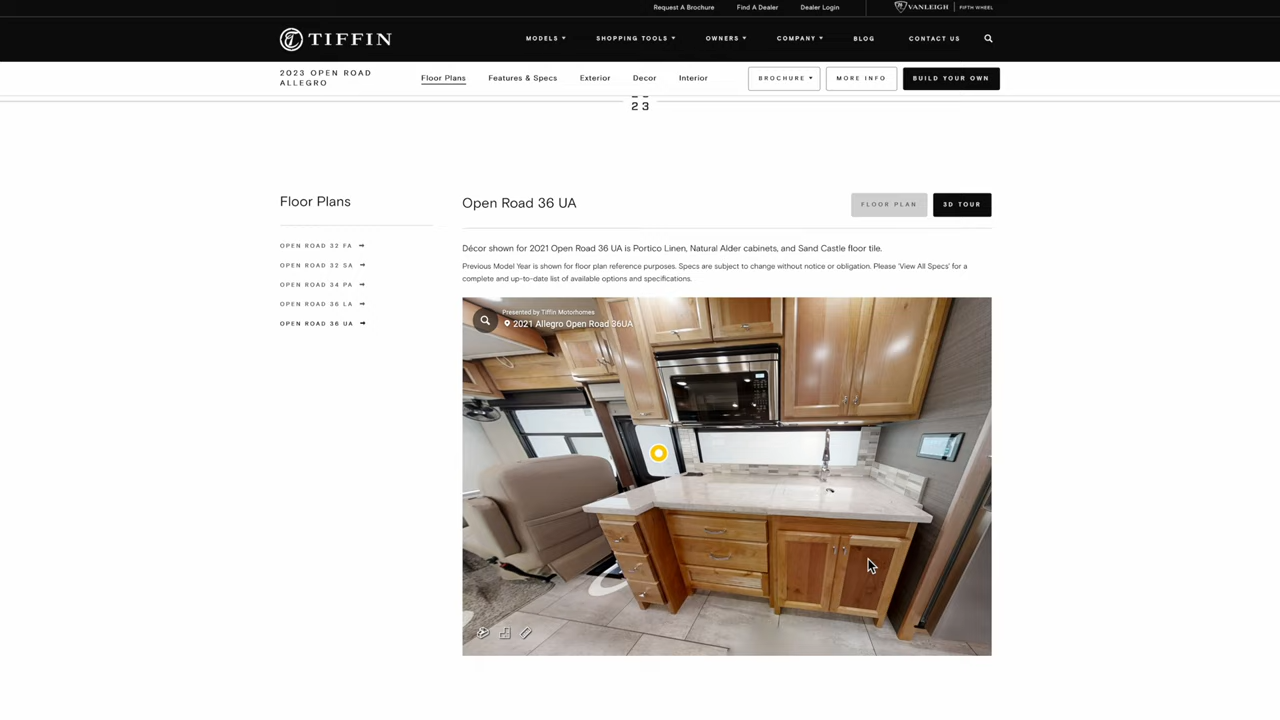 Request A Brochure
Find A Dealer
Dealer Login
VANLEIGH
FIFTH WHEEL
TIFFIN
MODELS
SHOPPING TOOLS
OWNERS
COMPANY
BLOG
CONTACT US
2023 OPEN ROAD
ALLEGRO
Floor Plans
Features & Specs
Exterior
Decor
Interior
BROCHURE
MORE INFO
BUILD YOUR OWN
23
Floor Plans
OPEN ROAD 32 FA
OPEN ROAD 32 SA
OPEN ROAD 34 PA
OPEN ROAD 36 LA
OPEN ROAD 36 UA
Open Road 36 UA
FLOOR PLAN
3D TOUR
Décor shown for 2021 Open Road 36 UA is Portico Linen, Natural Alder cabinets, and Sand Castle floor tile.
Previous Model Year is shown for floor plan reference purposes. Specs are subject to change without notice or obligation. Please 'View All Specs' for a
complete and up-to-date list of available options and specifications.
Presented by Tiffin Motorhomes
2021 Allegro Open Road 36UA